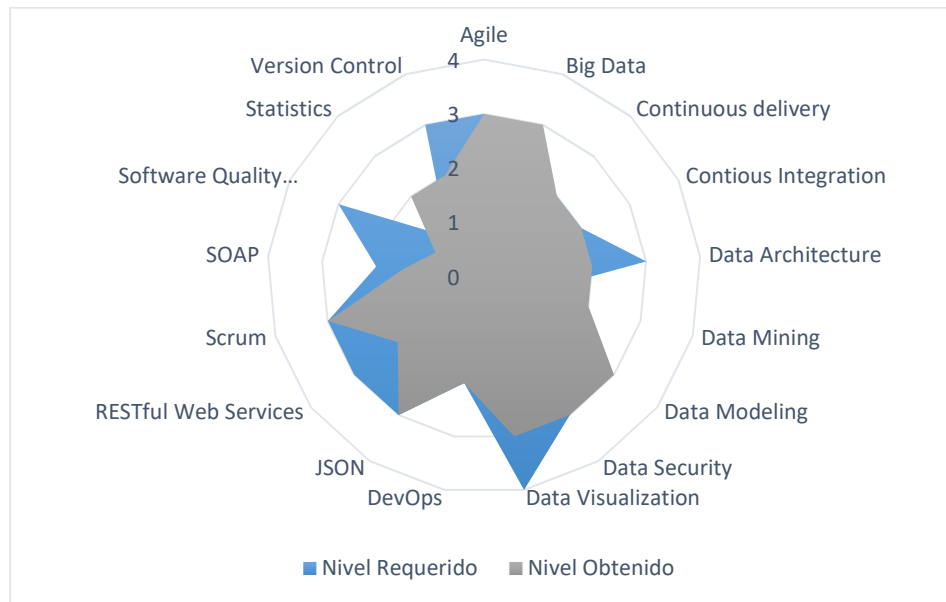 Agile
Big Data
Continuous delivery
Contious Integration
Data Architecture
Data Mining
Data Modeling
Data Security
Data Visualization
DevOps
JSON
RESTful Web Services
Scrum
SOAP
Software Quality...
Statistics
Version Control
4
3
2
1
0
Nivel Requerido Nivel Obtenido